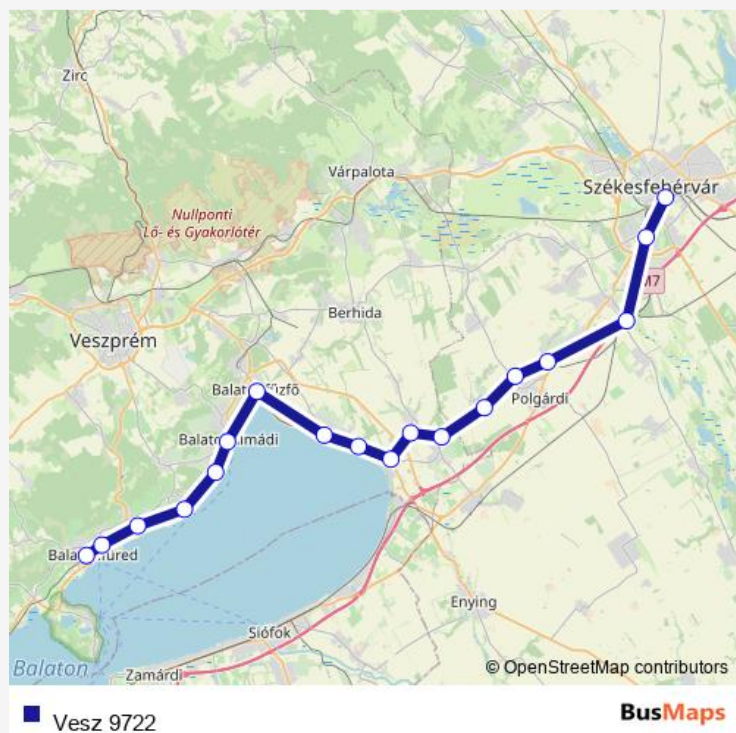 Zirc
Várpalota
Székesfehérvár
Nullponti
Lő- és Gyakorlótér
M7
Berhida
Veszprém
Polgárdi
Enying
Siófok
Balaton
Zamárdi
© OpenStreetMap contributors
Vesz 9722
BusMaps